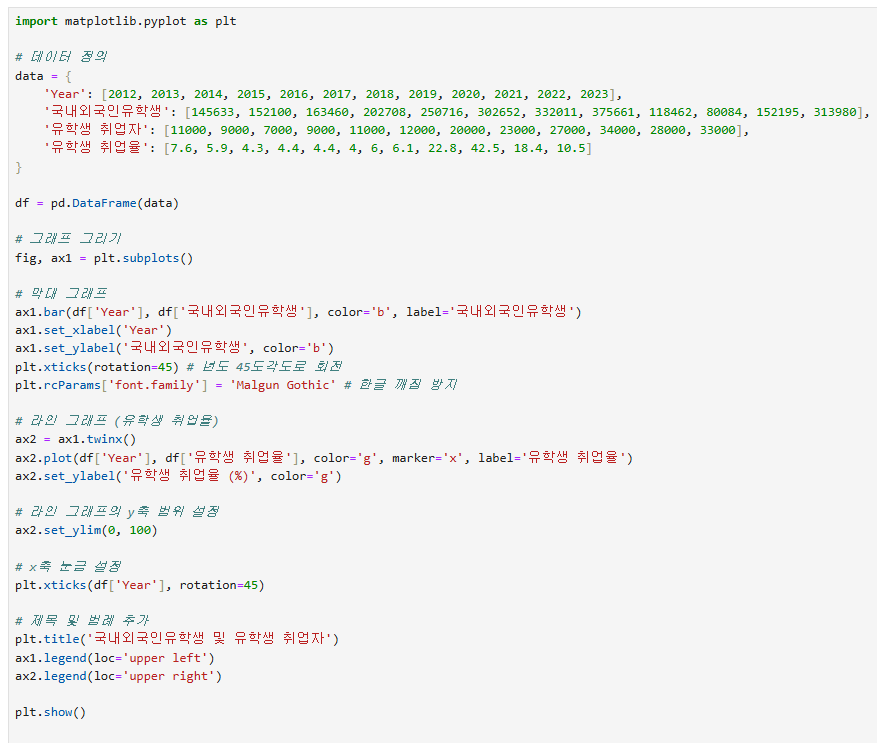 import matplotlib.pyplot as plt
# 데이터 정의
data = {
'Year': [2012, 2013, 2014, 2015, 2016, 2017, 2018, 2019, 2020, 2021, 2022, 2023],
'국내외국인유학생': [145633, 152100, 163460, 202708, 250716, 302652, 332011, 375661, 118462, 80084, 152195, 313980],
'유학생 취업자': [11000, 9000, 7000, 9000, 11000, 12000, 20000, 23000, 27000, 34000, 28000, 33000],
'유학생 취업율': [7.6, 5.9, 4.3, 4.4, 4.4, 4, 6, 6.1, 22.8, 42.5, 18.4, 10.5]
}
df = pd.DataFrame(data)
# 그래프 그리기
fig, ax1 = plt.subplots()
# 막대 그래프
ax1.bar(df['Year'], df['국내외국인유학생'], color='b', label='국내외국인유학생')
ax1.set_xlabel('Year')
ax1.set_ylabel('국내외국인유학생', color='b')
plt.xticks(rotation=45) # 년도 45도각도로 회전
plt.rcParams['font.family'] = 'Malgun Gothic' # 한글 깨짐 방지
# 라인 그래프 (유학생 취업율)
ax2 = ax1.twinx()
ax2.plot(df['Year'], df['유학생 취업율'], color='g', marker='x', label='유학생 취업율')
ax2.set_ylabel('유학생 취업율 (%)', color='g')
# 라인 그래프의 y축 범위 설정
ax2.set_ylim(0, 100)
# x축 눈금 설정
plt.xticks(df['Year'], rotation=45)
# 제목 및 범례 추가
plt.title('국내외국인유학생 및 유학생 취업자')
ax1.legend(loc='upper left')
ax2.legend(loc='upper right')
plt.show()